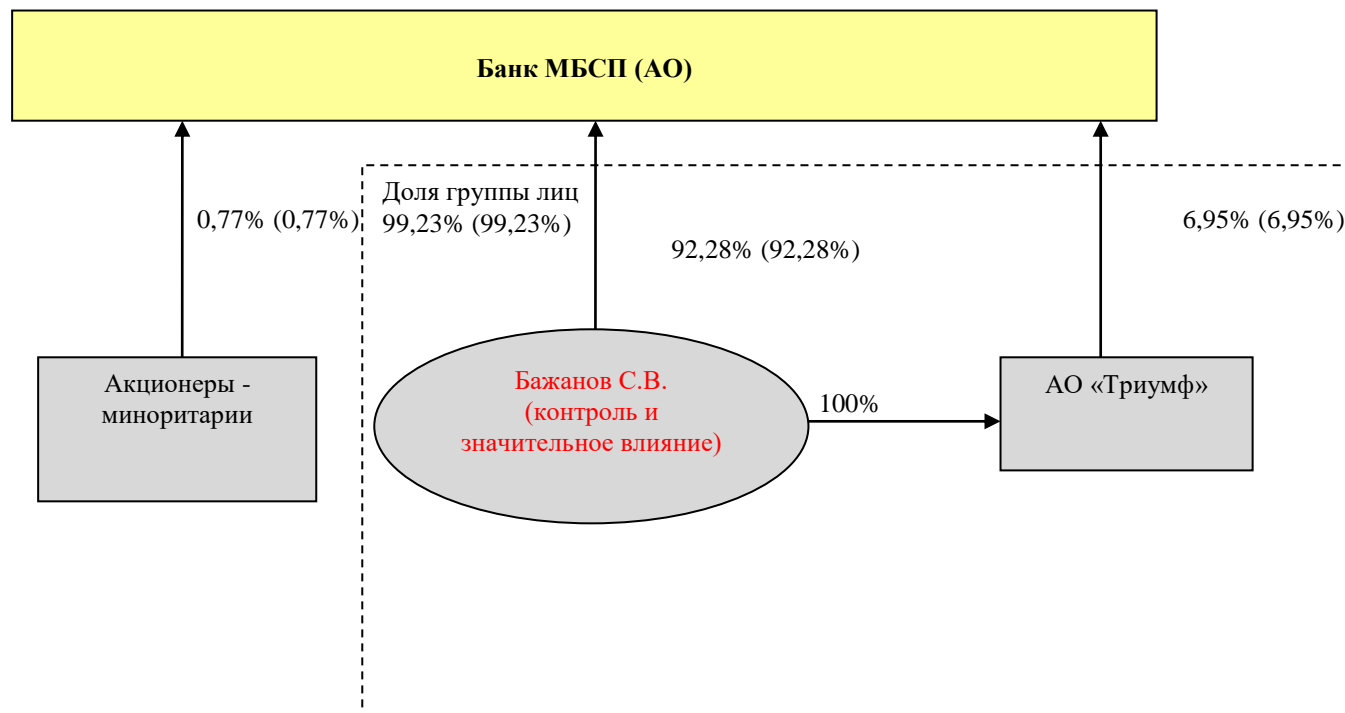 Банк МБСП (АО)
Доля группы лиц
99,23% (99,23%)
0,77% (0,77%)
6,95% (6,95%)
92,28% (92,28%)
Акционеры -
миноритарии
Бажанов С.В.
(контроль и
значительное влияние)
100%
АО «Триумф»